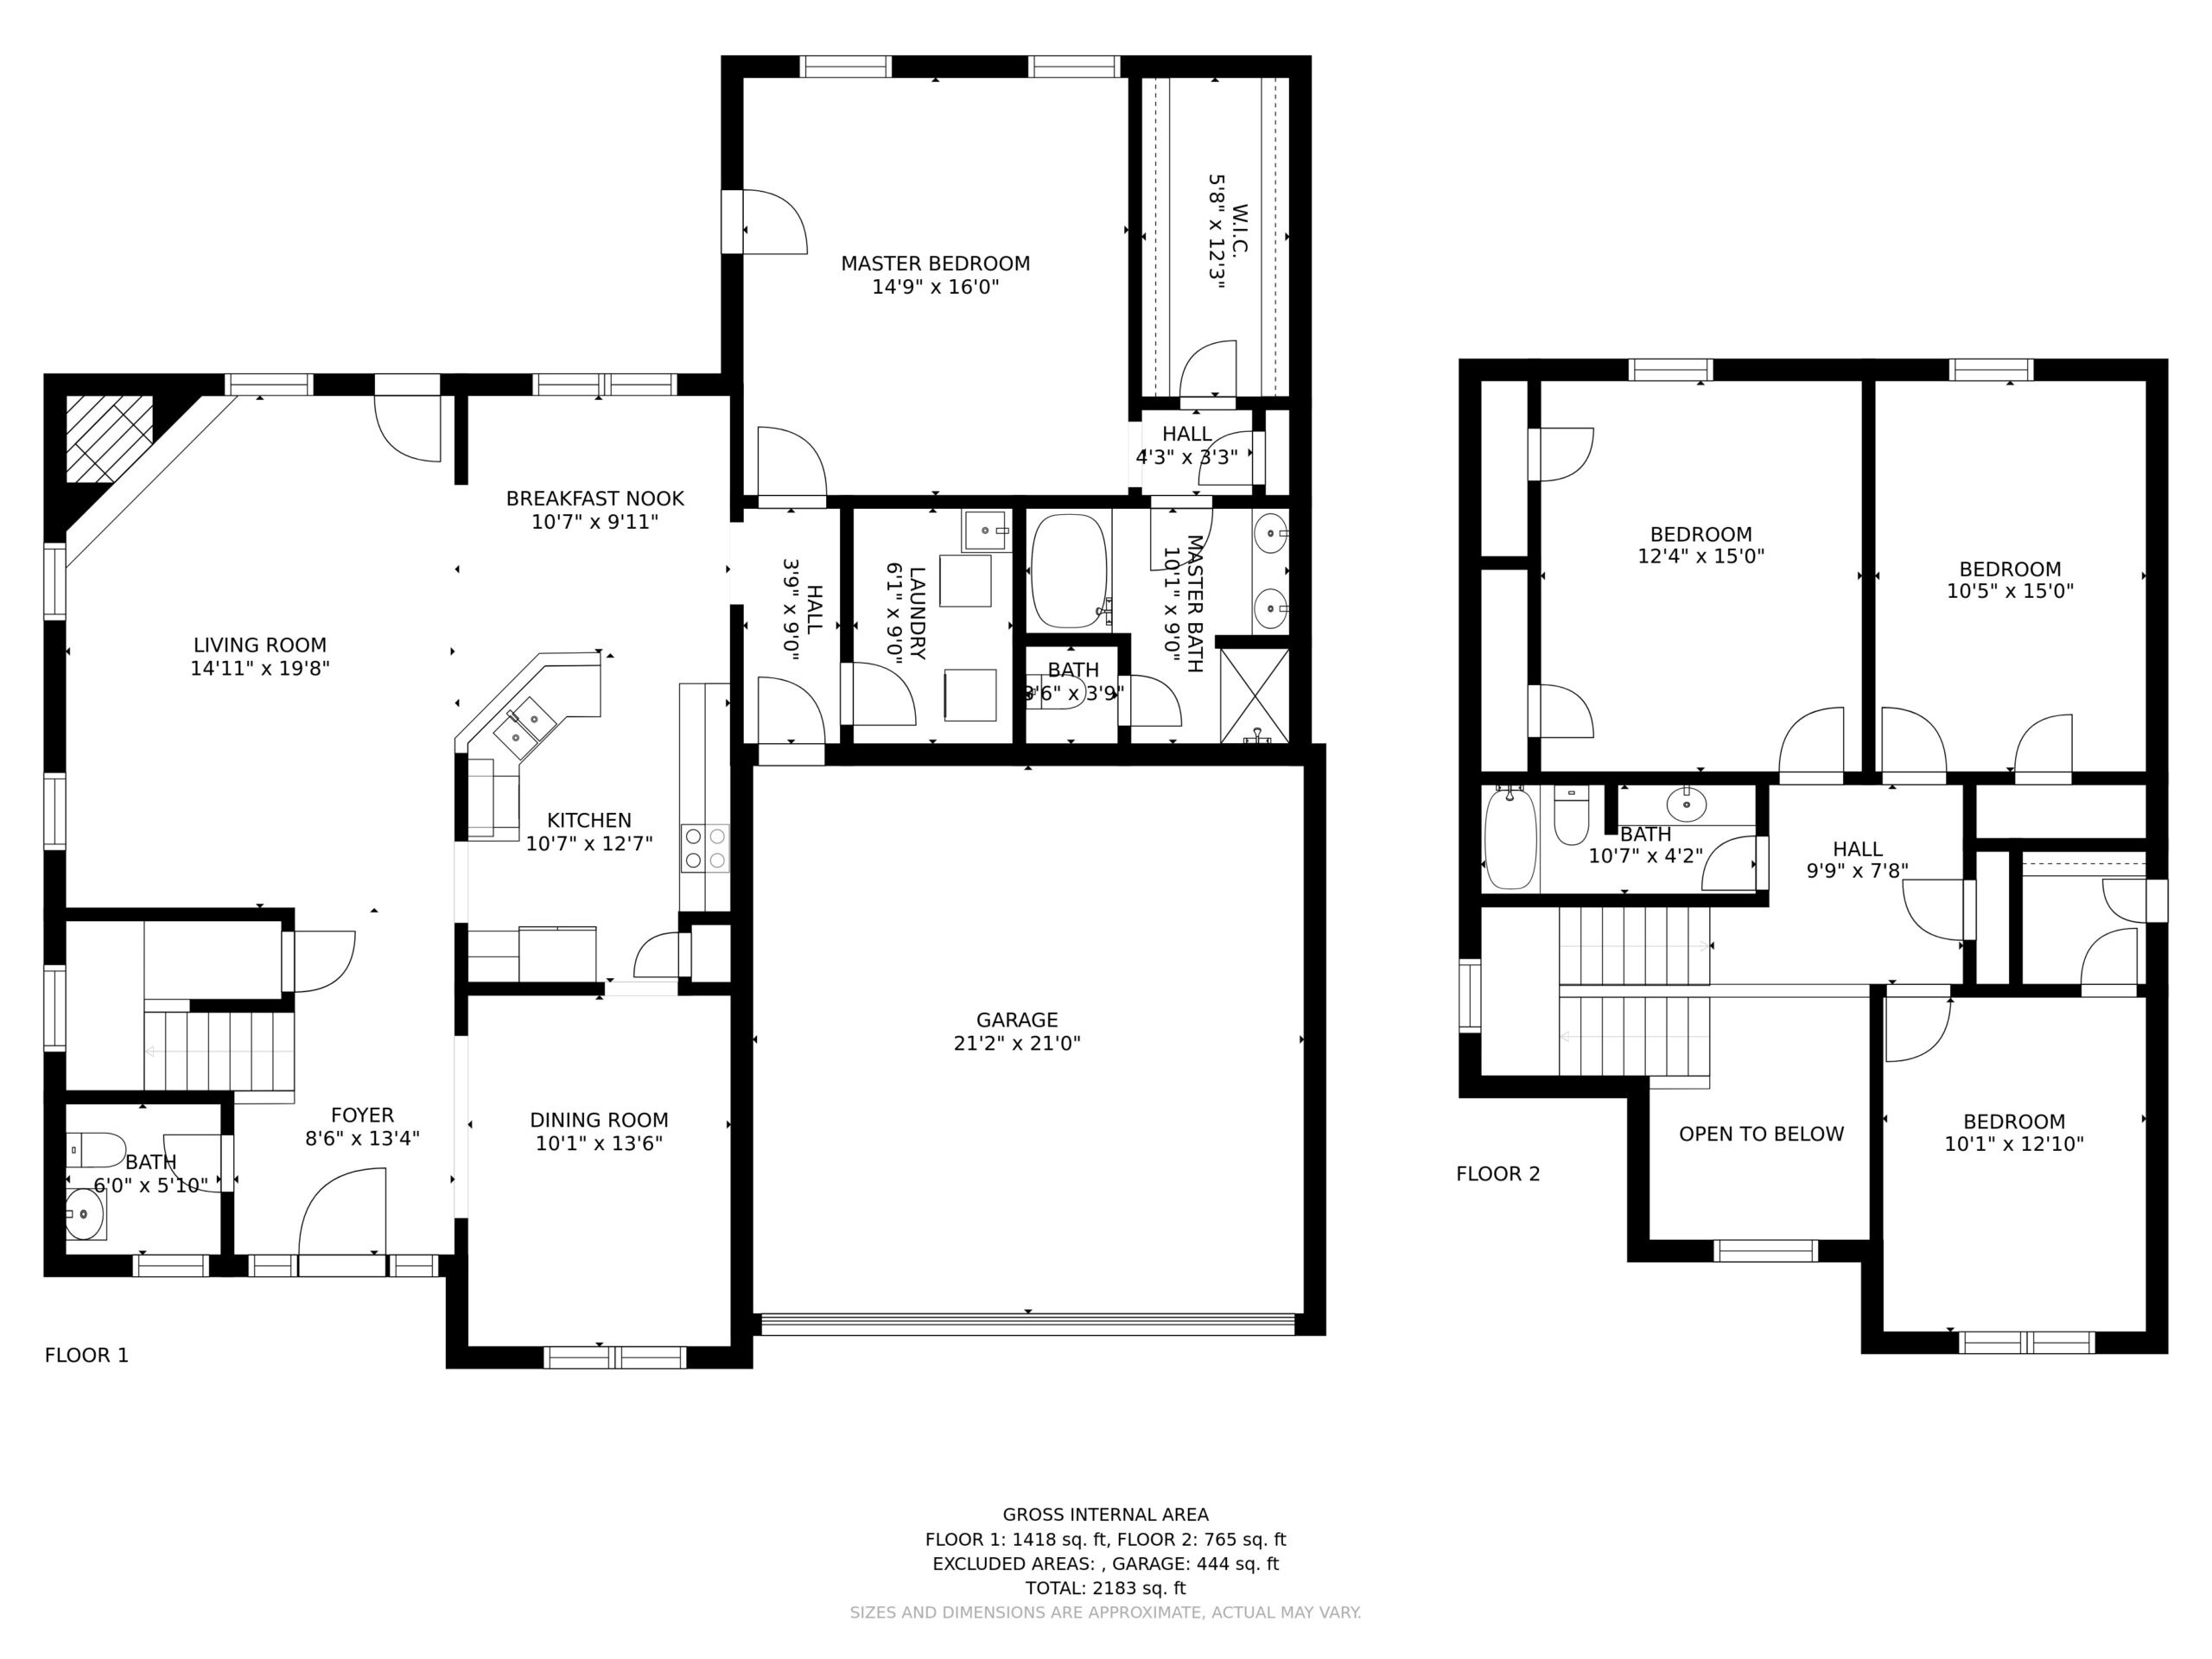 MASTER BEDROOM
14'9" x 16'0"
W.I.C.
5'8" x 12'3"
HALL
4'3" x 3'3"
BREAKFAST NOOK
10'7" x 9'11"
LIVING ROOM
14'11" x 19'8"
HALL
3'9" x 9'0"
LAUNDRY
6'1" x 9'0"
MASTER BATH
10'1" x 9'0"
BATH
3'6" x 3'9"
KITCHEN
10'7" x 12'7"
GARAGE
21'2" x 21'0"
FOYER
8'6" x 13'4"
DINING ROOM
10'1" x 13'6"
BATH
6'0" x 5'10"
FLOOR 1
BEDROOM
12'4" x 15'0"
BEDROOM
10'5" x 15'0"
BATH
10'7" x 4'2"
HALL
9'9" x 7'8"
OPEN TO BELOW
BEDROOM
10'1" x 12'10"
FLOOR 2
GROSS INTERNAL AREA
FLOOR 1: 1418 sq. ft, FLOOR 2: 765 sq. ft
EXCLUDED AREAS: , GARAGE: 444 sq. ft
TOTAL: 2183 sq. ft
SIZES AND DIMENSIONS ARE APPROXIMATE, ACTUAL MAY VARY.